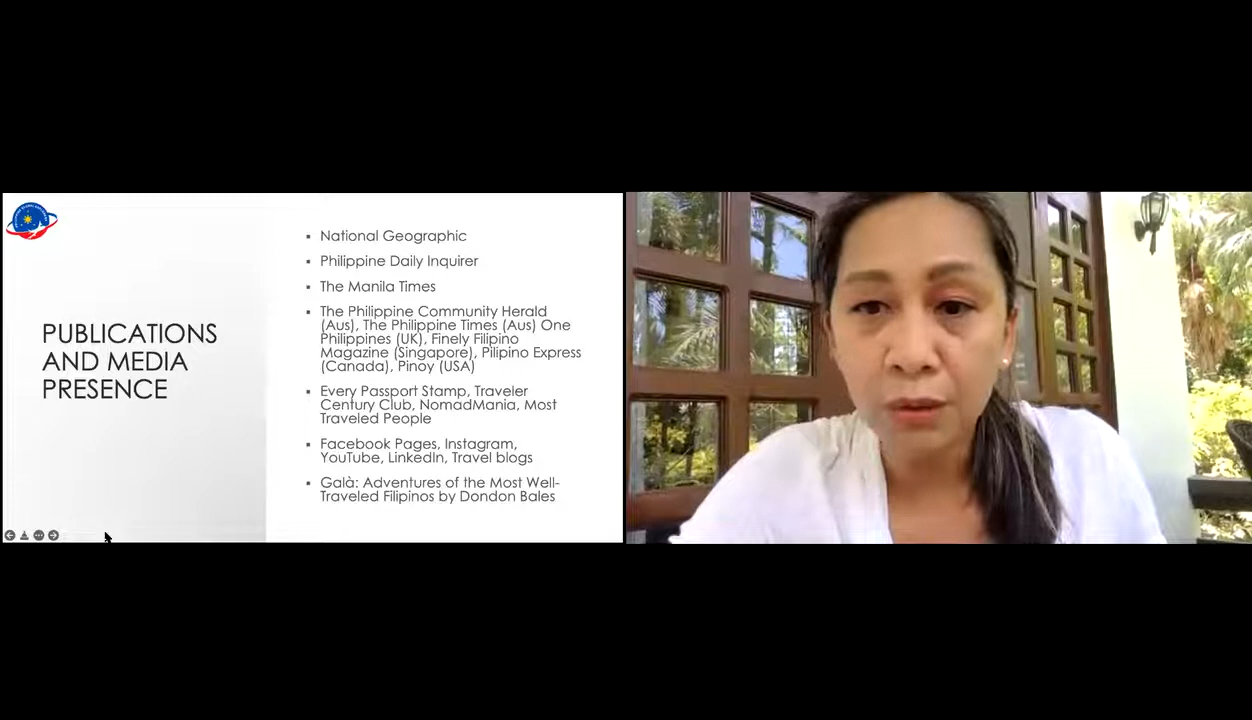 PUBLICATIONS
AND MEDIA
PRESENCE
National Geographic
Philippine Daily Inquirer
The Manila Times
The Philippine Community Herald
(Aus), The Philippine Times (Aus) One
Philippines (UK), Finely Filipino
Magazine (Singapore), Pilipino Express
(Canada), Pinoy (USA)
Every Passport Stamp, Traveler
Century Club, NomadMania, Most
Traveled People
Facebook Pages, Instagram,
YouTube, LinkedIn, Travel blogs
Galà: Adventures of the Most Well-
Traveled Filipinos by Dondon Bales